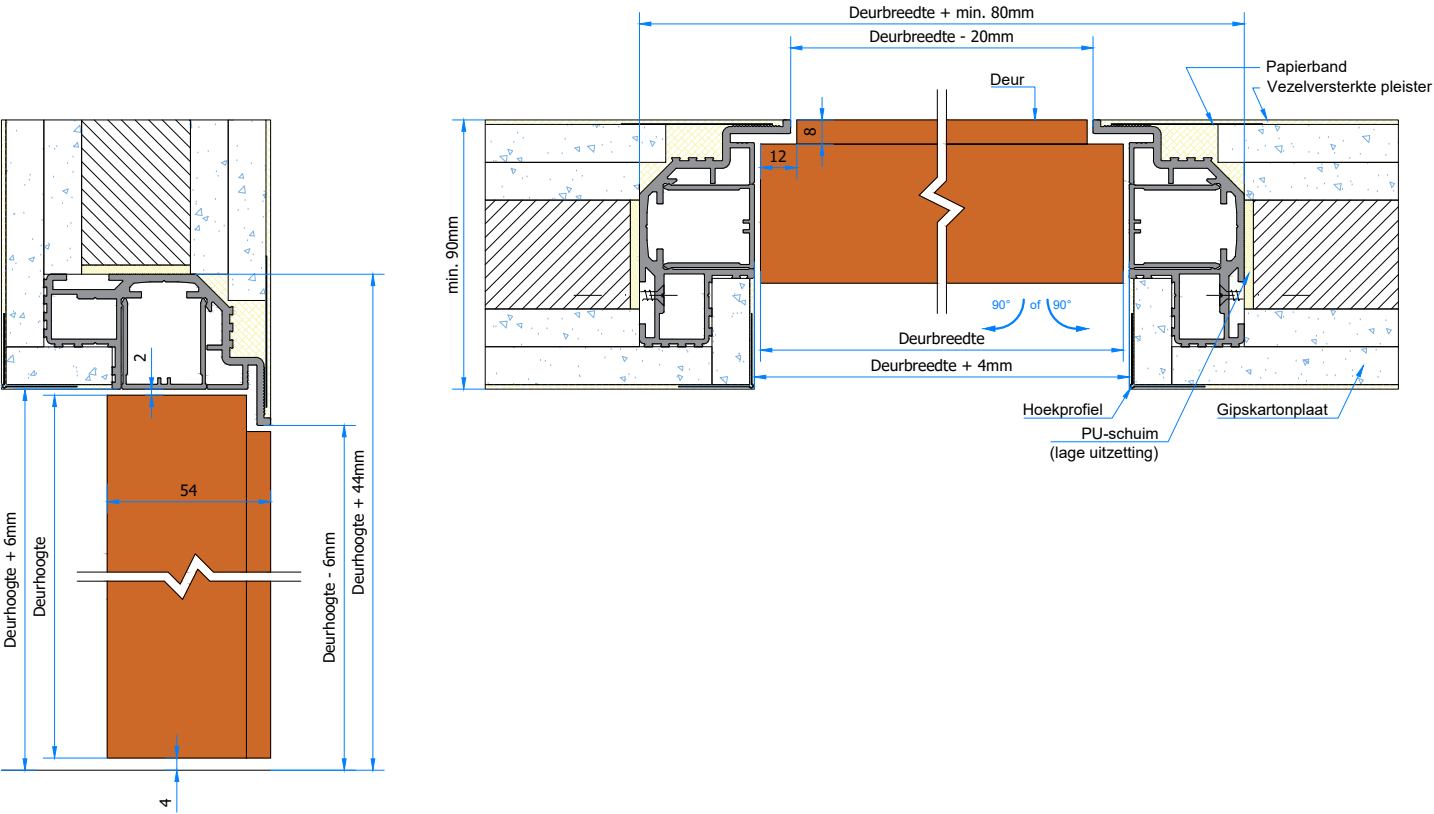 Deurbreedte + min. 80mm
Deurbreedte - 20mm
Deur
Papierband
Vezelversterkte pleister
8
12
min. 90mm
90° of 90°
Deurbreedte
Deurbreedte + 4mm
Hoekprofiel
Gipskartonplaat
PU-schuim
(lage uitzetting)
2
54
Deurhoogte + 6mm
Deurhoogte
Deurhoogte - 6mm
Deurhoogte + 44mm
4